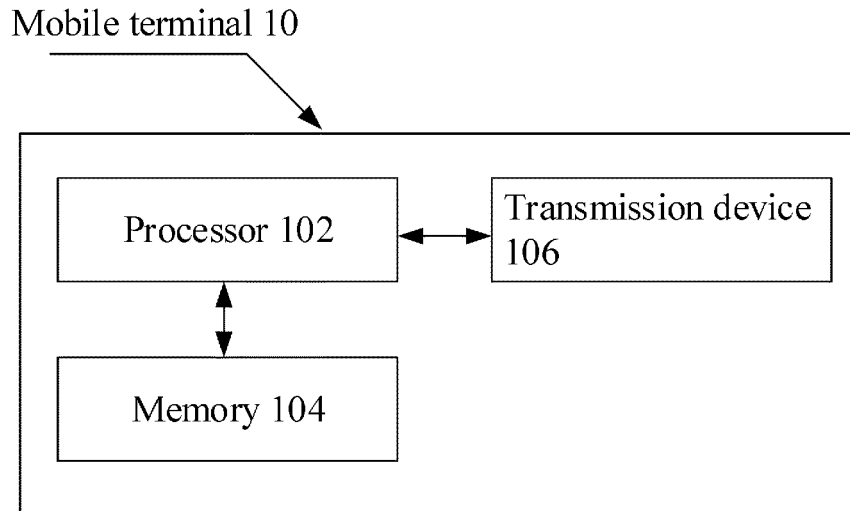 Mobile terminal 10
Processor 102
Transmission device
106
Memory 104